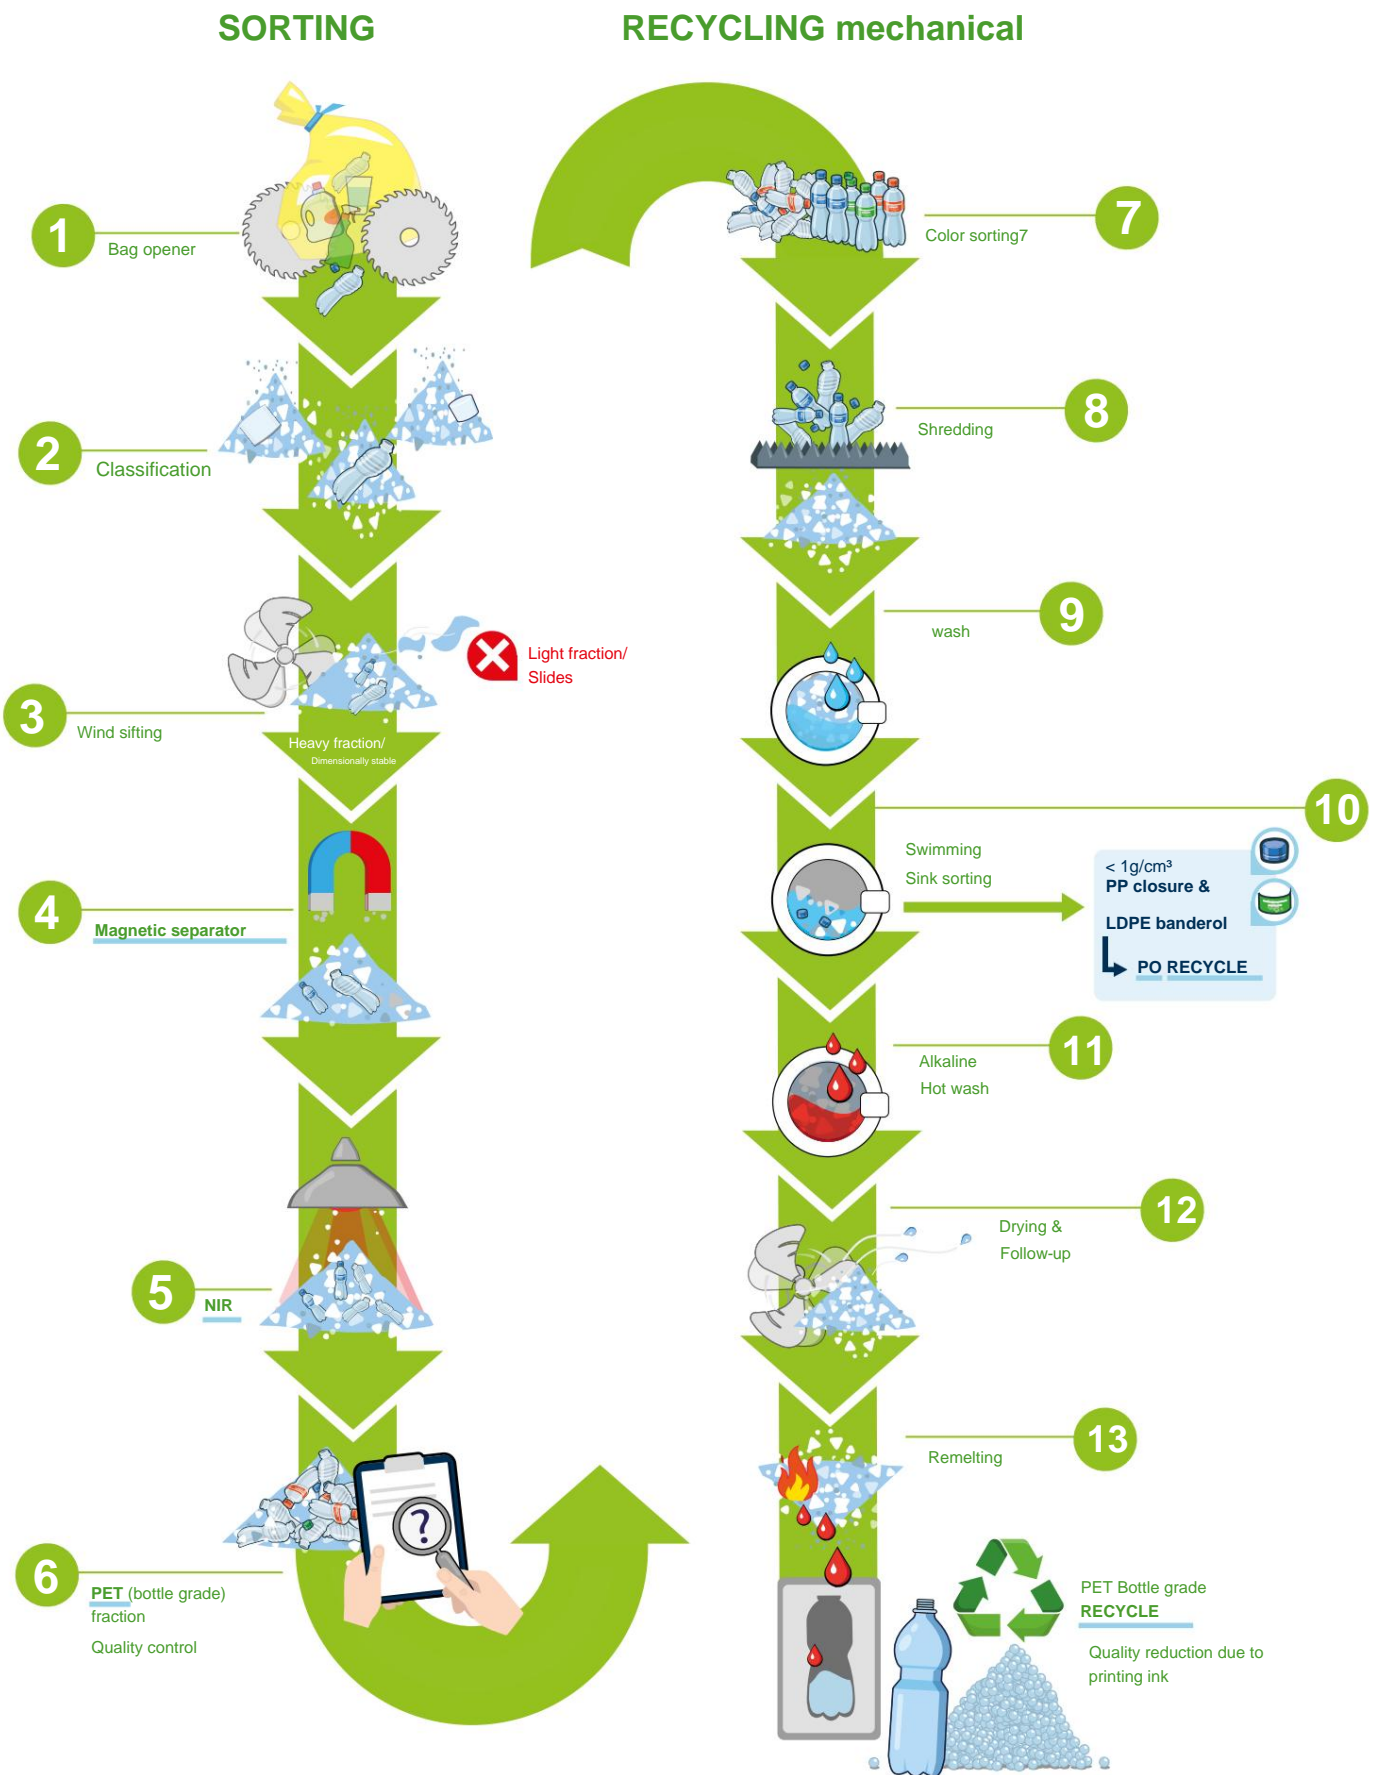 SORTING
RECYCLING mechanical
1
Bag opener
2
Classification
3
Wind sifting
Light fraction/
Slides
Heavy fraction/
Dimensionally stable
4
Magnetic separator
5
NIR
6
PET (bottle grade)
fraction
Quality control
?
7
Color sorting7
8
Shredding
9
wash
10
Swimming
Sink sorting
< 1g/cm³
PP closure &
LDPE banderol
PO RECYCLE
11
Alkaline
Hot wash
12
Drying &
Follow-up
13
Remelting
PET Bottle grade
RECYCLE
Quality reduction due to
printing ink